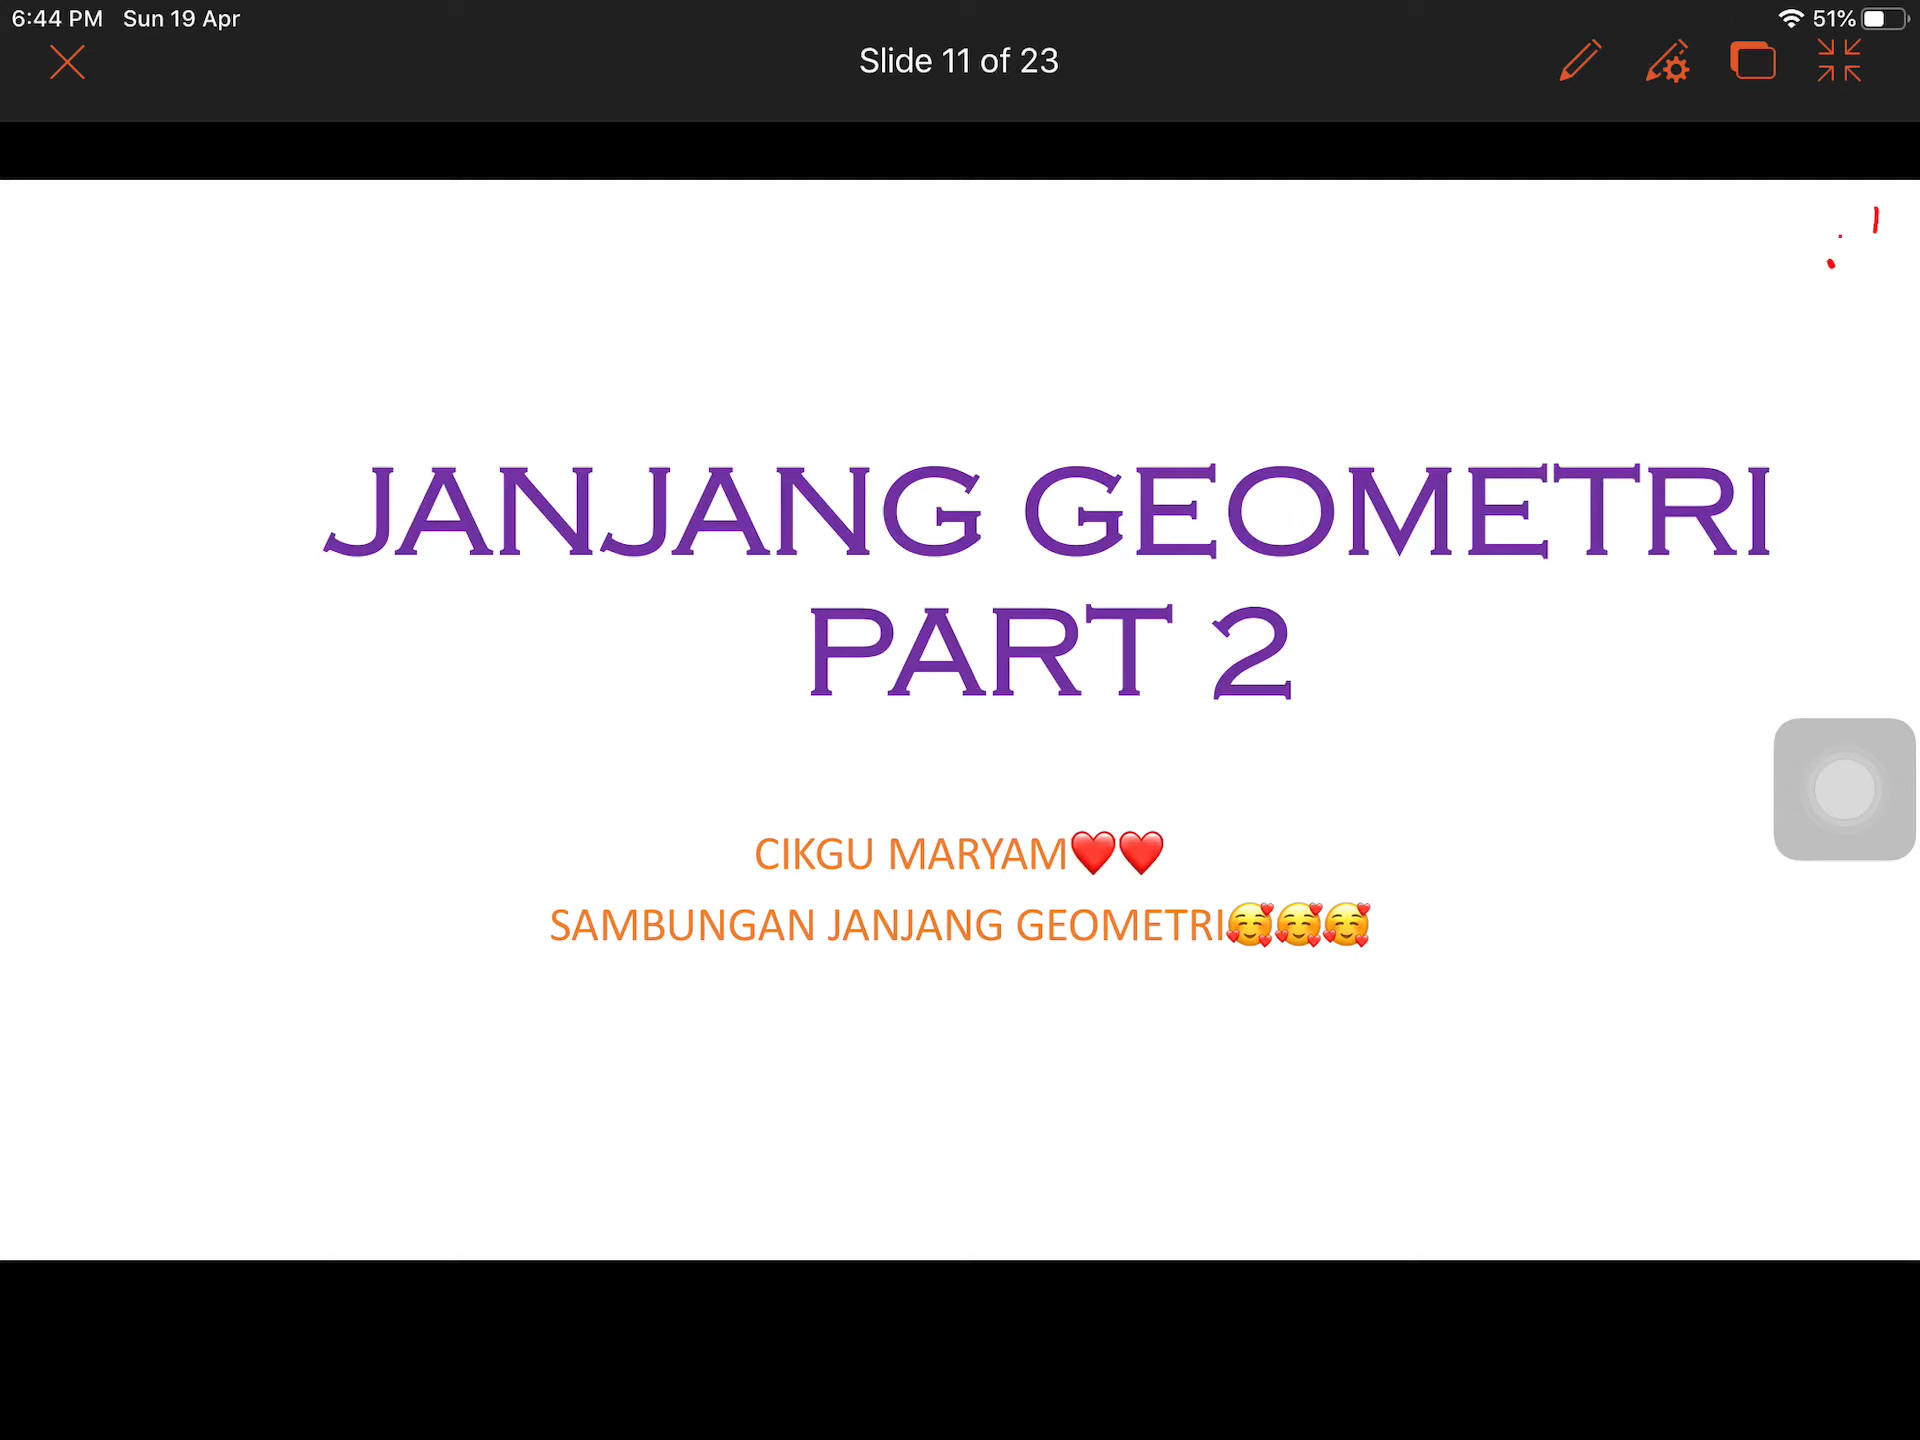 6:44 PM Sun 19 Apr
51%
Slide 11 of 23
JANJANG GEOMETRI
PART 2
CIKGU MARYAM❤️❤️
SAMBUNGAN JANJANG GEOMETRI🥰🥰🥰